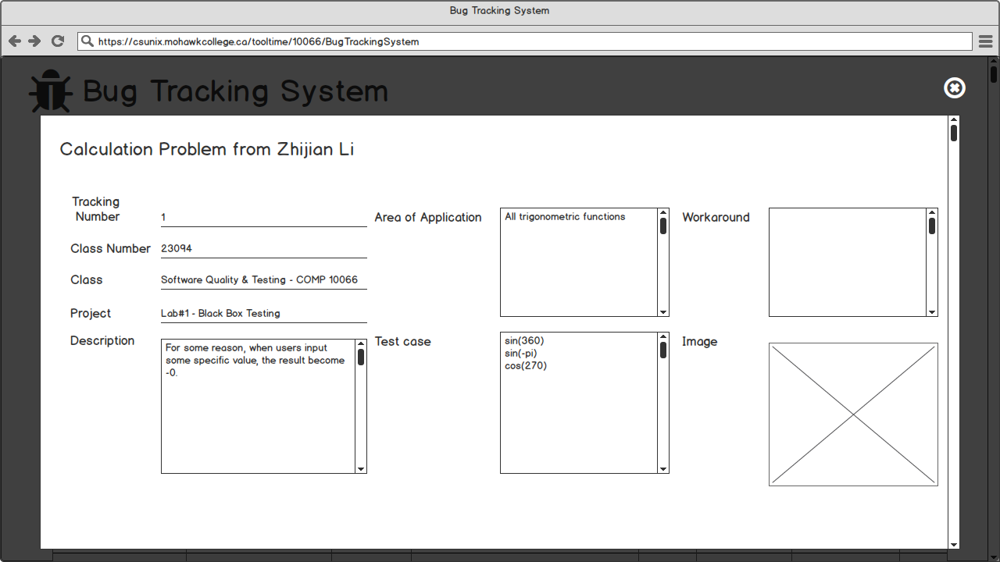 Bug Tracking System
https://csunix.mohawkcollege.ca/tooltime/10066/BugTrackingSystem
Bug Tracking System
Calculation Problem from Zhijian Li
Tracking
Number
1
Class Number
23094
Class
Software Quality & Testing - COMP 10066
Project
Lab#1 - Black Box Testing
Description
For some reason, when users input
some specific value, the result become
-0.
Area of Application
All trigonometric functions
Test case
sin(360)
sin(-pi)
cos(270)
Workaround
Image